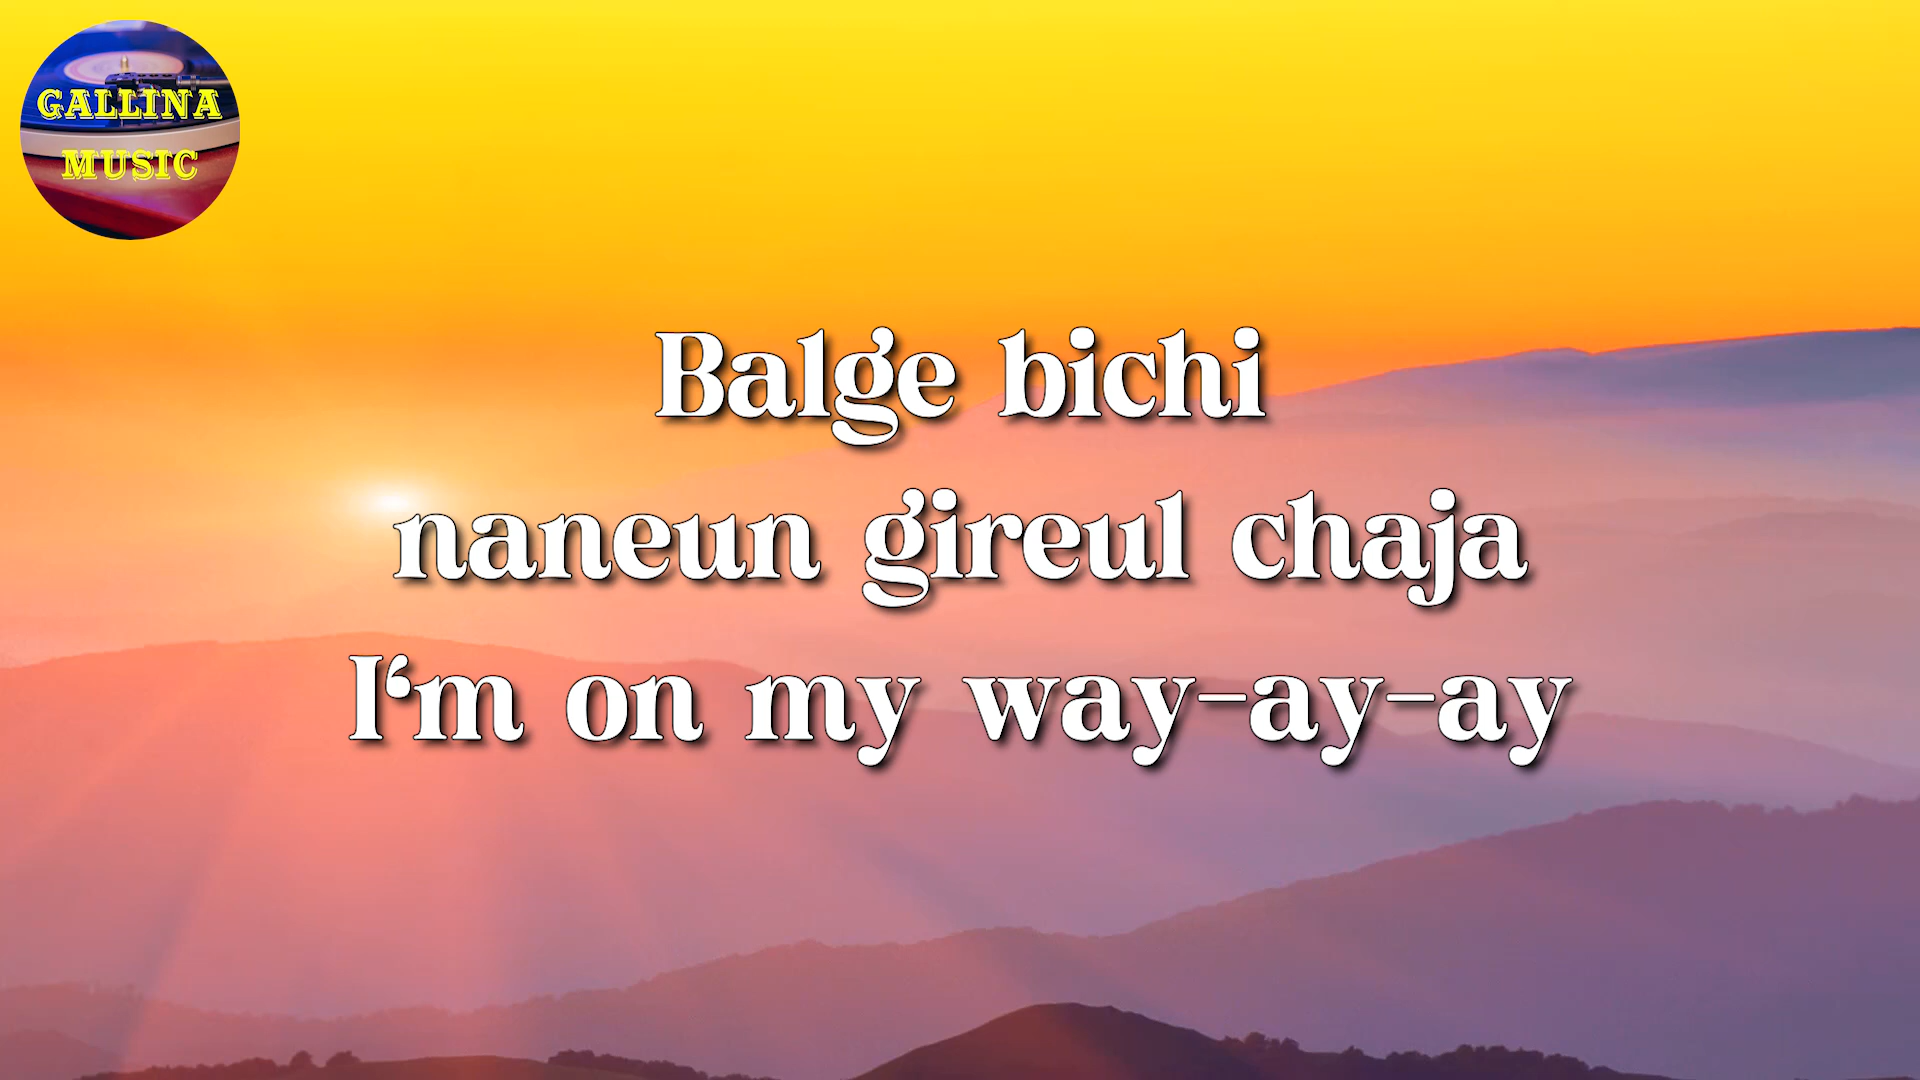 GALLINA
MUSIC
Balge bichi
naneun gireul chaja
I‘m on my way-ay-ay